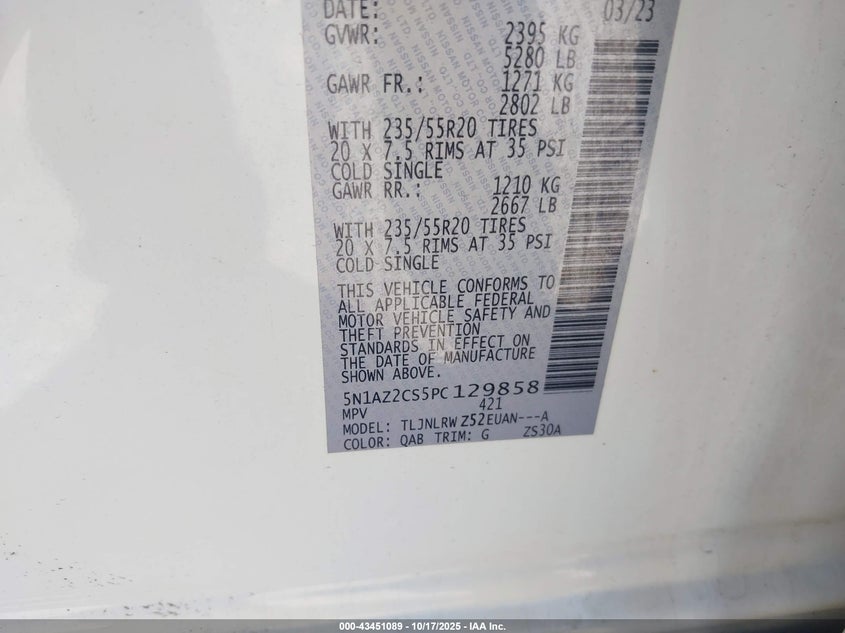 DATE: 03/23
GVWR: 2395 KG
5280 LB
GAWR FR.: 1271 KG
2802 LB
WITH 235/55R20 TIRES
20 X 7.5 RIMS AT 35 PSI
COLD SINGLE
GAWR RR.: 1210 KG
2667 LB
WITH 235/55R20 TIRES
20 X 7.5 RIMS AT 35 PSI
COLD SINGLE
THIS VEHICLE CONFORMS TO
ALL APPLICABLE FEDERAL
MOTOR VEHICLE SAFETY AND
THEFT PREVENTION
STANDARDS IN EFFECT ON
THE DATE OF MANUFACTURE
SHOWN ABOVE.
5N1AZ2CS5PC129858
MPV 421
MODEL: TLJNLRWZ52EUAN---A
COLOR: QAB TRIM: G ZS30A
000-43451089 - 10/17/2025 - IAA Inc.